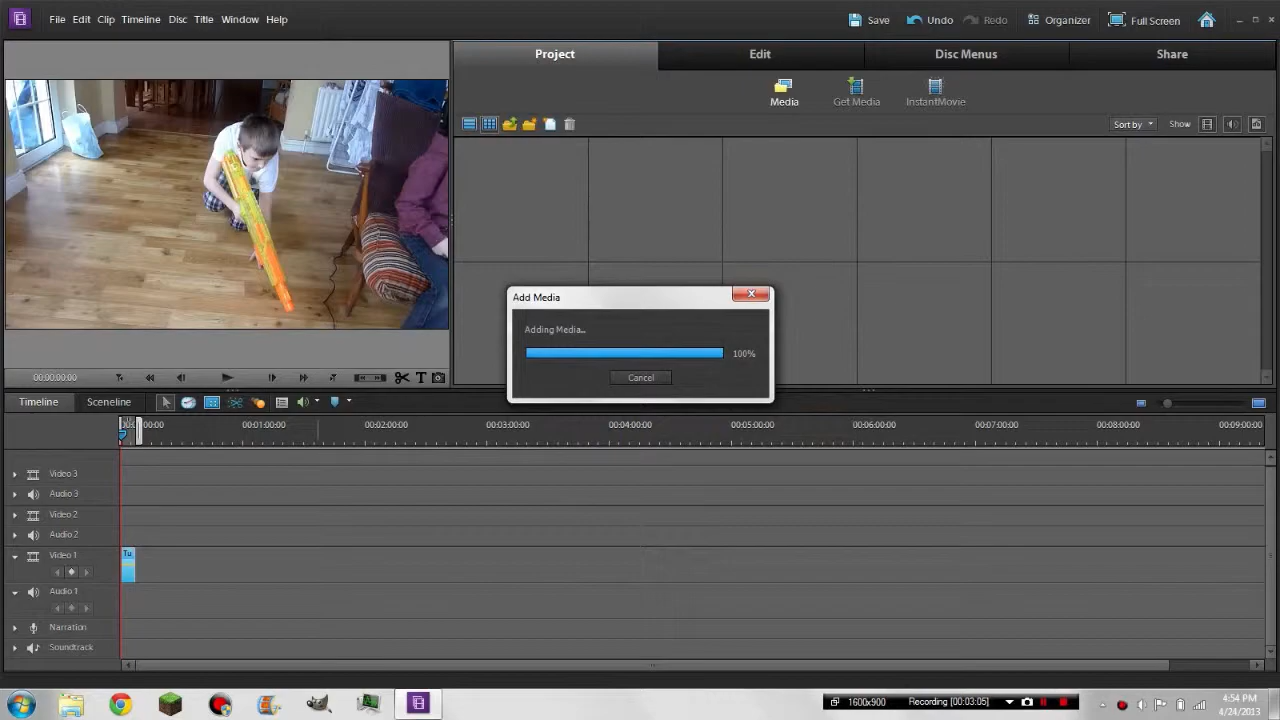 File Edit Clip Timeline Disc Title Window Help
Save Undo Redo Organizer Full Screen
Project Edit Disc Menus Share
Media Get Media InstantMovie
Sort by Show
Add Media
Adding Media...
100%
Cancel
00:00:00:00
T
Timeline Sceneline
00:00 00:01:00:00 00:02:00:00 00:03:00:00 00:04:00:00 00:05:00:00 00:06:00:00 00:07:00:00 00:08:00:00 00:09:00:00
Video 3
Audio 3
Video 2
Audio 2
Video 1
Tu
Audio 1
Narration
Soundtrack
1600x900 Recording [00:03:05]
4:54 PM
4/24/2013